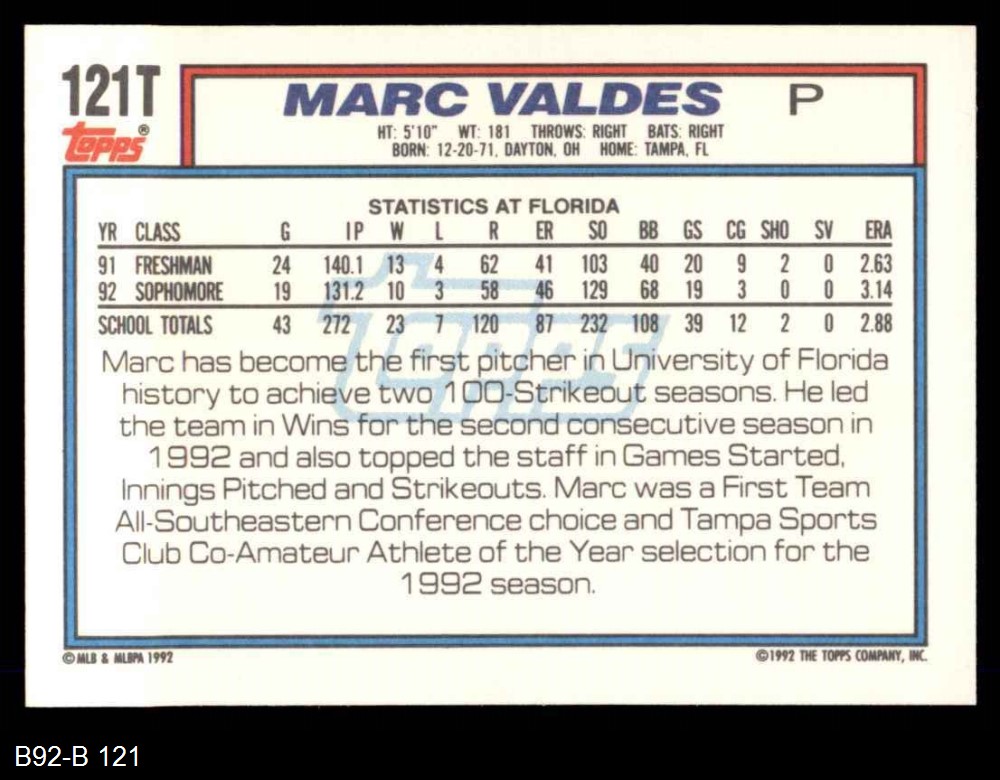 121T
topps®
MARC VALDES P
HT: 5'10" WT: 181 THROWS: RIGHT BATS: RIGHT
BORN: 12-20-71, DAYTON, OH HOME: TAMPA, FL
STATISTICS AT FLORIDA
YR CLASS G IP W L R ER SO BB GS CG SHO SV ERA
91 FRESHMAN 24 140.1 13 4 62 41 103 40 20 9 2 0 2.63
92 SOPHOMORE 19 131.2 10 3 58 46 129 68 19 3 0 0 3.14
SCHOOL TOTALS 43 272 23 7 120 87 232 108 39 12 2 0 2.88
topps
Marc has become the first pitcher in University of Florida
history to achieve two 100-Strikeout seasons. He led
the team in Wins for the second consecutive season in
1992 and also topped the staff in Games Started,
Innings Pitched and Strikeouts. Marc was a First Team
All-Southeastern Conference choice and Tampa Sports
Club Co-Amateur Athlete of the Year selection for the
1992 season.
© MLB & MLBPA 1992
©1992 THE TOPPS COMPANY, INC.
B92-B 121